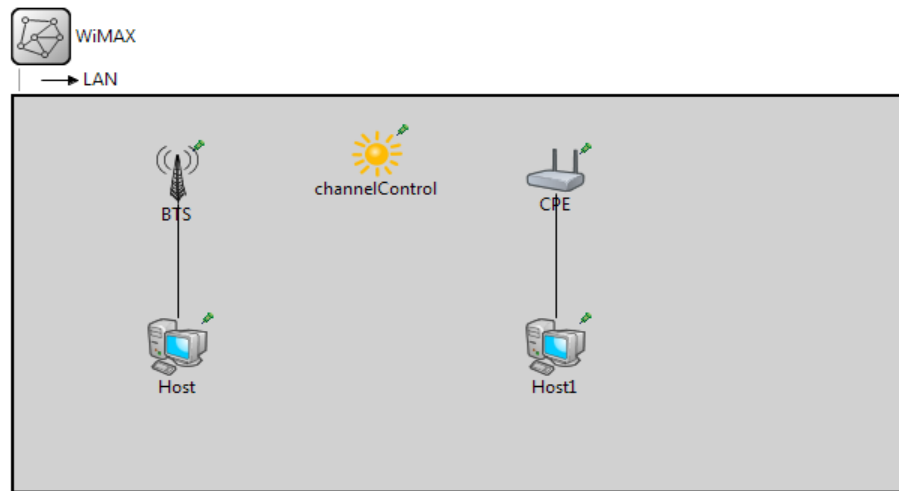 WiMAX
LAN
channelControl
BTS
CPE
Host
Host1